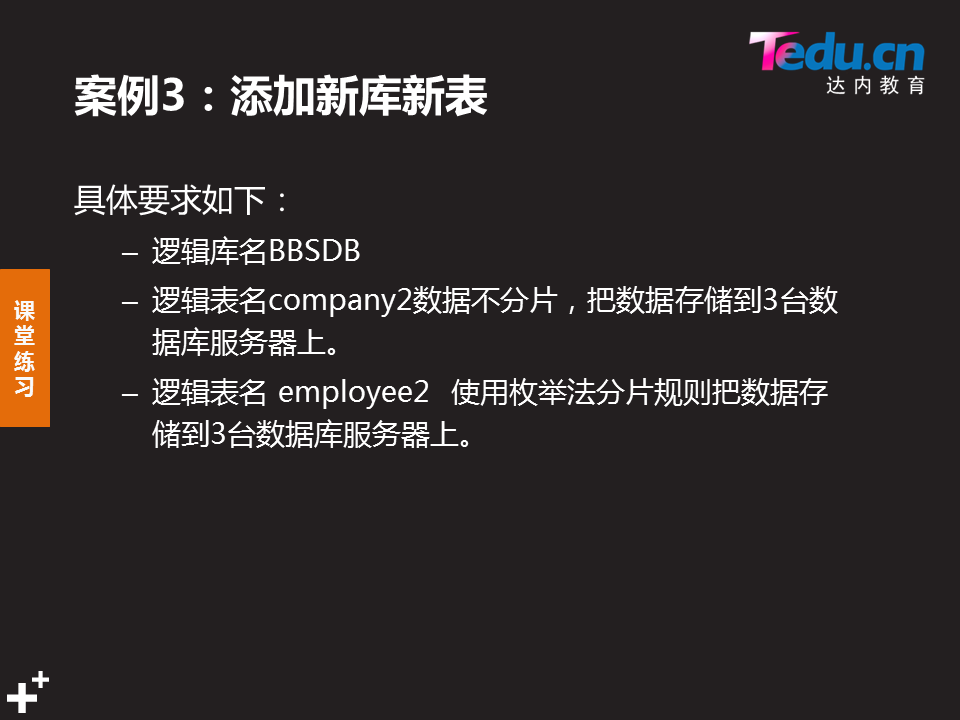 Tedu.cn
达内教育
案例3：添加新库新表
具体要求如下：
– 逻辑库名BBSDB
– 逻辑表名company2数据不分片，把数据存储到3台数
据库服务器上。
– 逻辑表名 employee2 使用枚举法分片规则把数据存
储到3台数据库服务器上。
课
堂
练
习